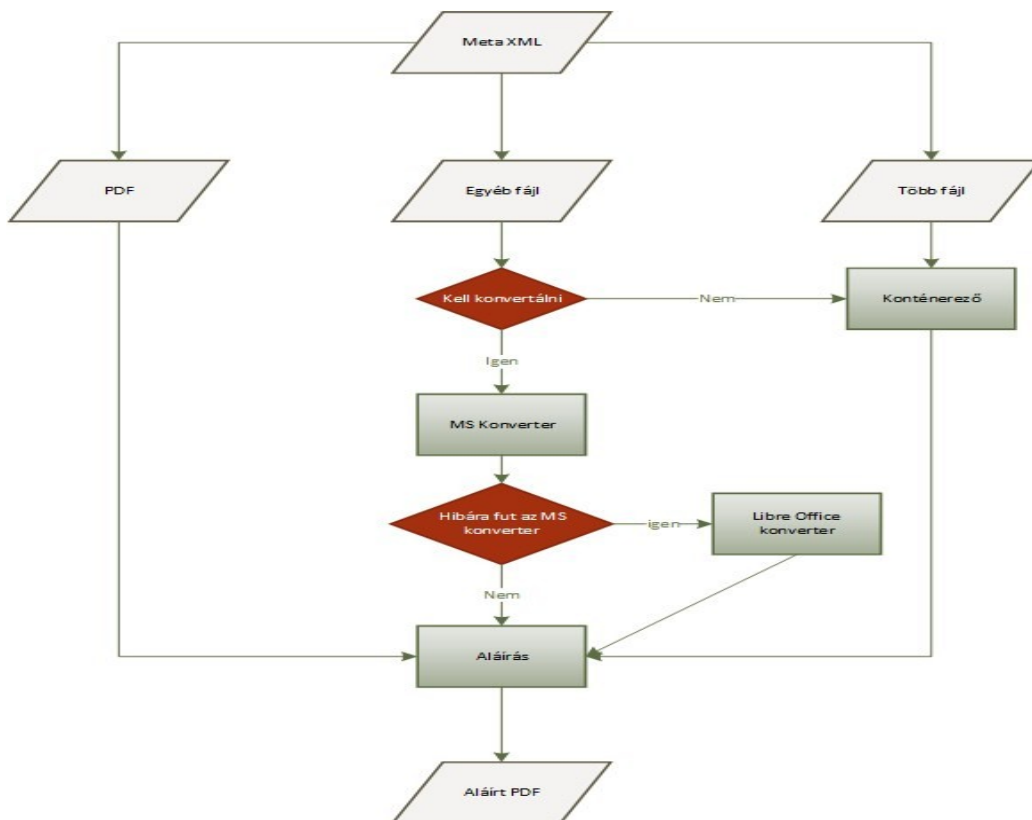 Meta XML
PDF
Egyéb fájl
Több fájl
Kell konvertálni
Nem
Konténerező
Igen
MS Konverter
Hibára fut az MS
konverter
igen
Libre Office
konverter
Nem
Aláírás
Aláírt PDF